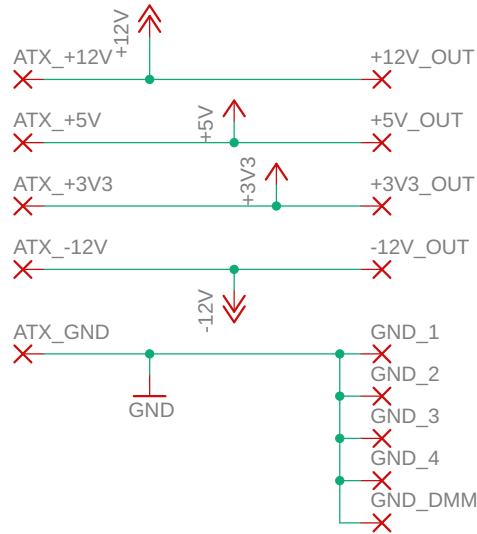 +12V
ATX_+12V
+12V_OUT
+5V
ATX_+5V
+5V_OUT
+3V3
ATX_+3V3
+3V3_OUT
ATX_-12V
-12V_OUT
-12V
ATX_GND
GND_1
GND_2
GND
GND_3
GND_4
GND_DMM